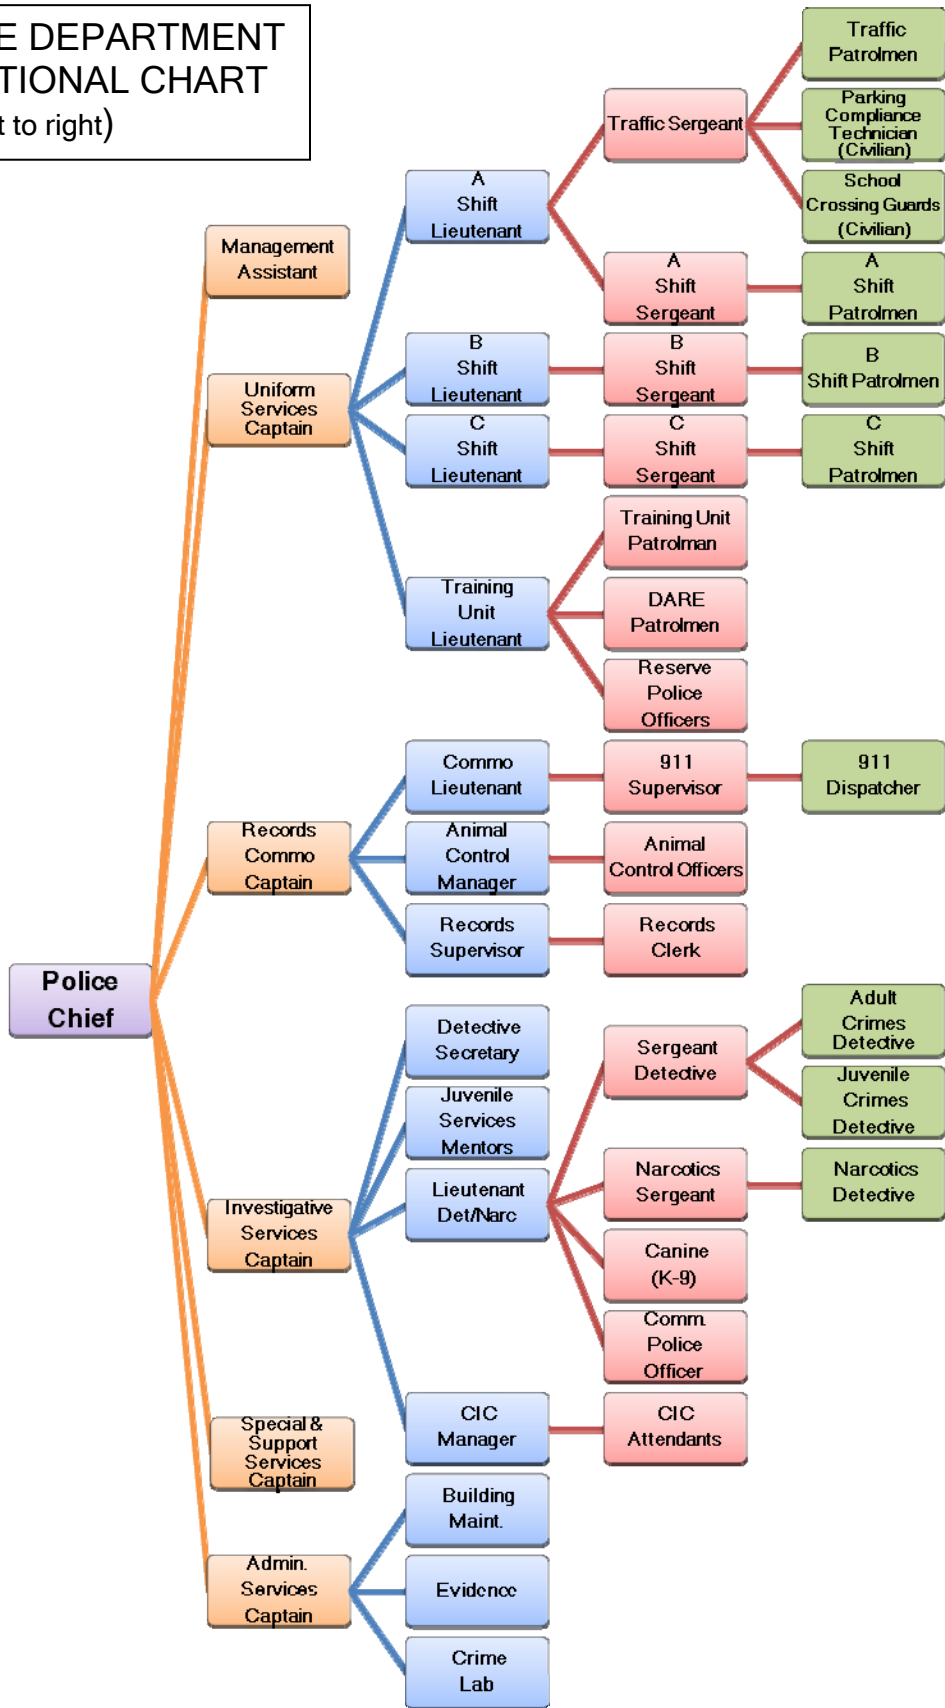 E DEPARTMENT
TIONAL CHART
t to right)
Traffic
Patrolmen
Parking
Compliance
Technician
(Civilian)
Traffic Sergeant
School
Crossing Guards
(Civilian)
A
Shift
Lieutenant
Management
Assistant
A
Shift
Sergeant
A
Shift
Patrolmen
Uniform
Services
Captain
B
Shift
Lieutenant
B
Shift
Sergeant
B
Shift Patrolmen
C
Shift
Lieutenant
C
Shift
Sergeant
C
Shift
Patrolmen
Training Unit
Patrolman
Training
Unit
Lieutenant
DARE
Patrolmen
Reserve
Police
Officers
Commo
Lieutenant
911
Supervisor
911
Dispatcher
Records
Commo
Captain
Animal
Control
Manager
Animal
Control Officers
Records
Supervisor
Records
Clerk
Police
Chief
Detective
Secretary
Sergeant
Detective
Adult
Crimes
Detective
Juvenile
Crimes
Detective
Juvenile
Services
Mentors
Lieutenant
Det/Narc
Narcotics
Sergeant
Narcotics
Detective
Investigative
Services
Captain
Canine
(K-9)
Comm.
Police
Officer
CIC
Manager
CIC
Attendants
Special &
Support
Services
Captain
Building
Maint.
Admin.
Services
Captain
Evidence
Crime
Lab